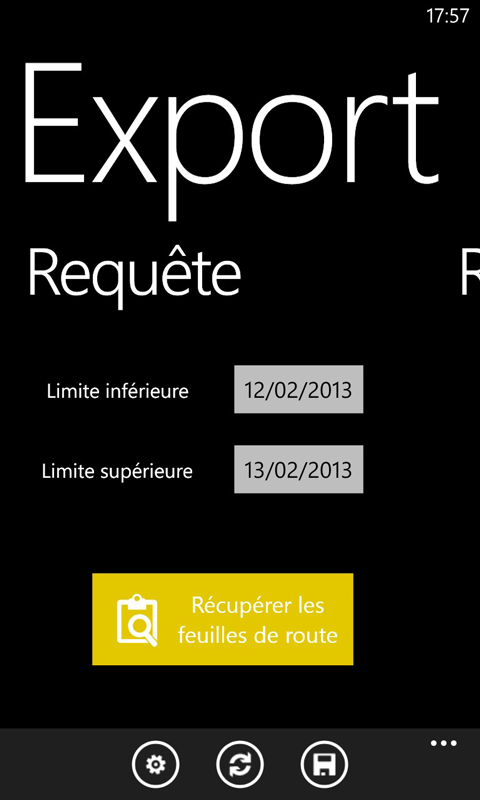 17:57
Export
Requête
R
Limite inférieure 12/02/2013
Limite supérieure 13/02/2013
Récupérer les
feuilles de route